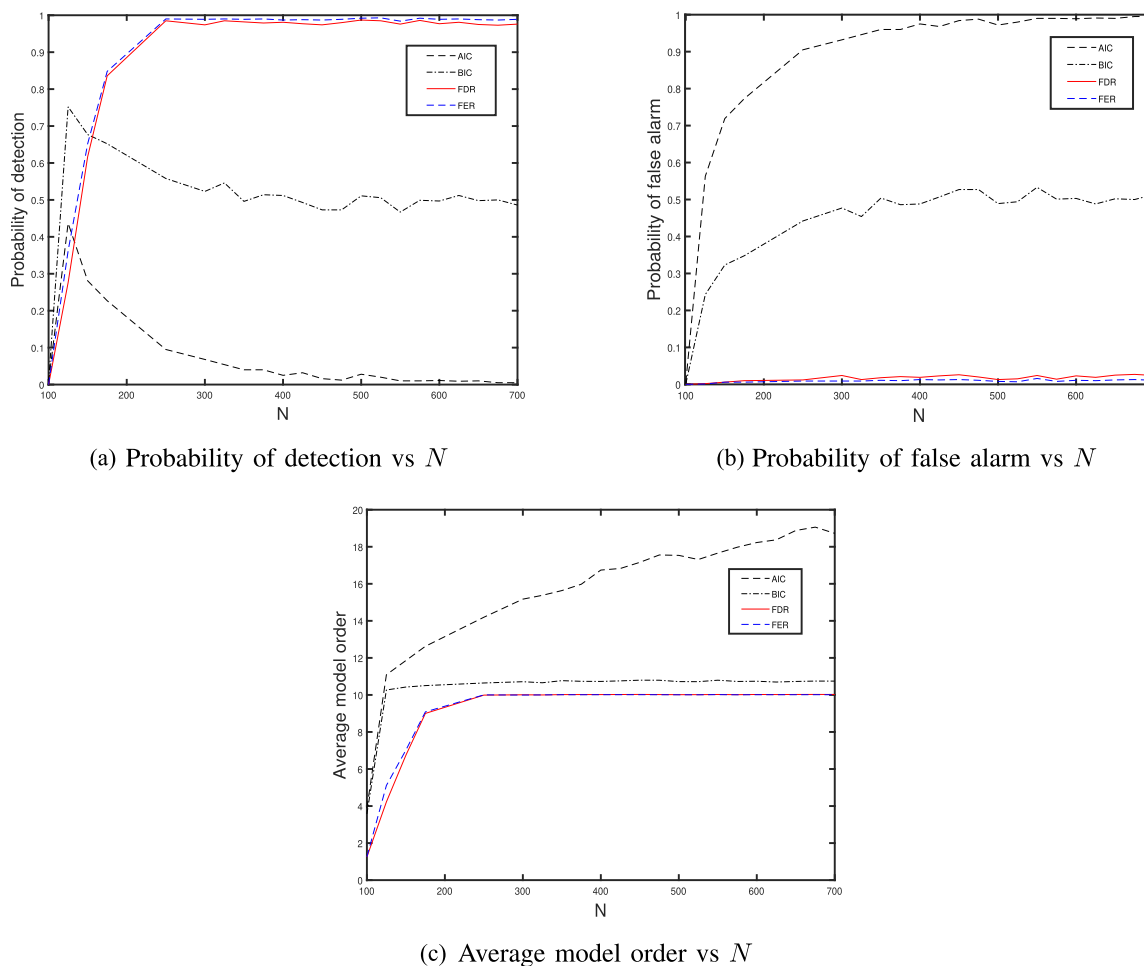 1
0.9
0.8
0.7
0.6
0.5
0.4
0.3
0.2
0.1
0
Probability of detection
100 200 300 400 500 600 700
N
AIC
BIC
FDR
FER
(a) Probability of detection vs N
1
0.9
0.8
0.7
0.6
0.5
0.4
0.3
0.2
0.1
0
Probability of false alarm
100 200 300 400 500 600
N
AIC
BIC
FDR
FER
(b) Probability of false alarm vs N
20
18
16
14
12
10
8
6
4
2
0
Average model order
100 200 300 400 500 600 700
N
AIC
BIC
FDR
FER
(c) Average model order vs N